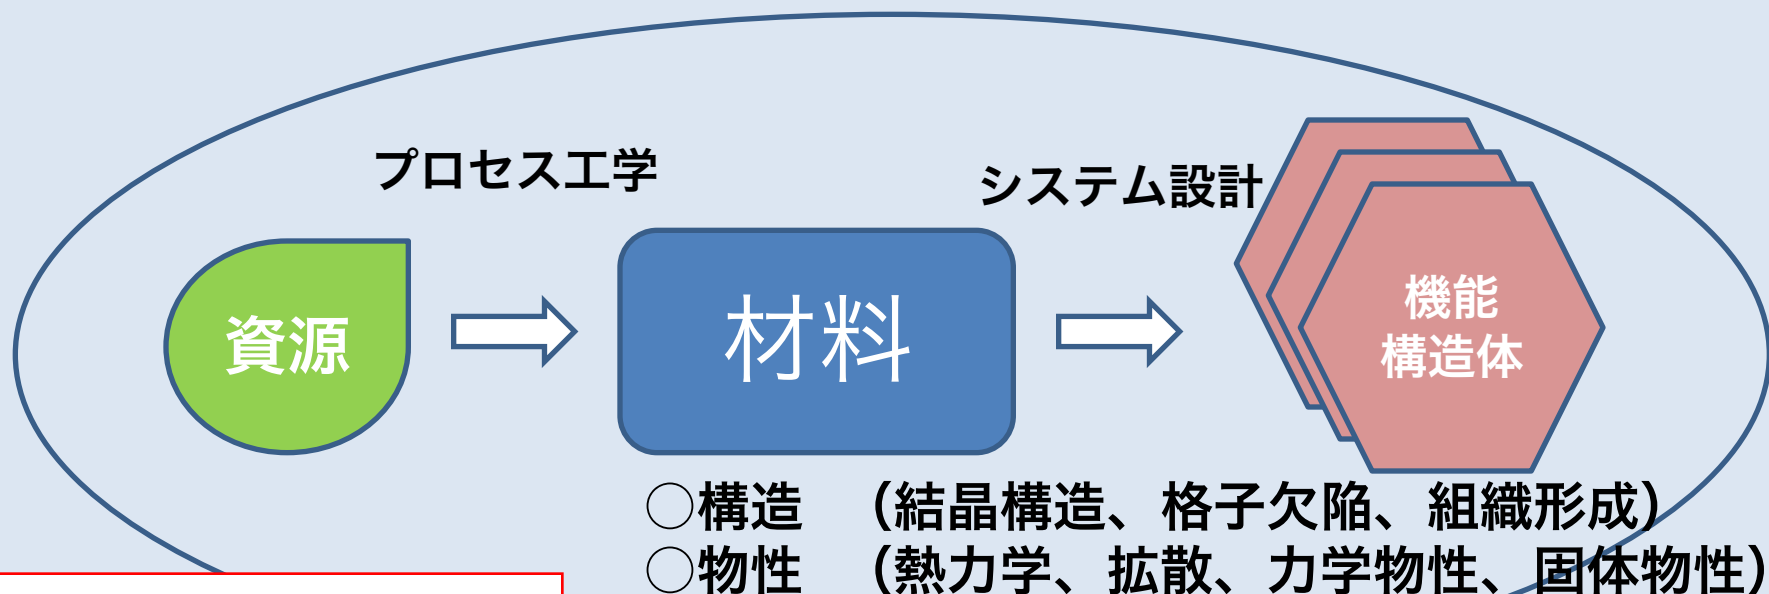 プロセス工学
システム設計
資源
材料
機能
構造体
○構造　（結晶構造、格子欠陥、組織形成）
○物性　（熱力学、拡散、力学物性、固体物性）